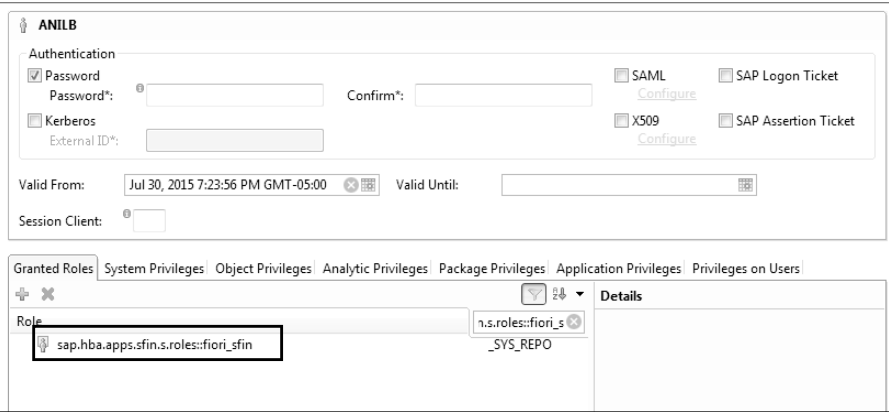 ANILB
Authentication
Password
SAML
SAP Logon Ticket
Password*:
Confirm*:
Configure
Kerberos
X509
SAP Assertion Ticket
External ID*:
Configure
Valid From: Jul 30, 2015 7:23:56 PM GMT-05:00
Valid Until:
Session Client:
Granted Roles System Privileges Object Privileges Analytic Privileges Package Privileges Application Privileges Privileges on Users
Details
Role
n.s.roles::fiori_s
sap.hba.apps.sfin.s.roles::fiori_sfin
_SYS_REPO